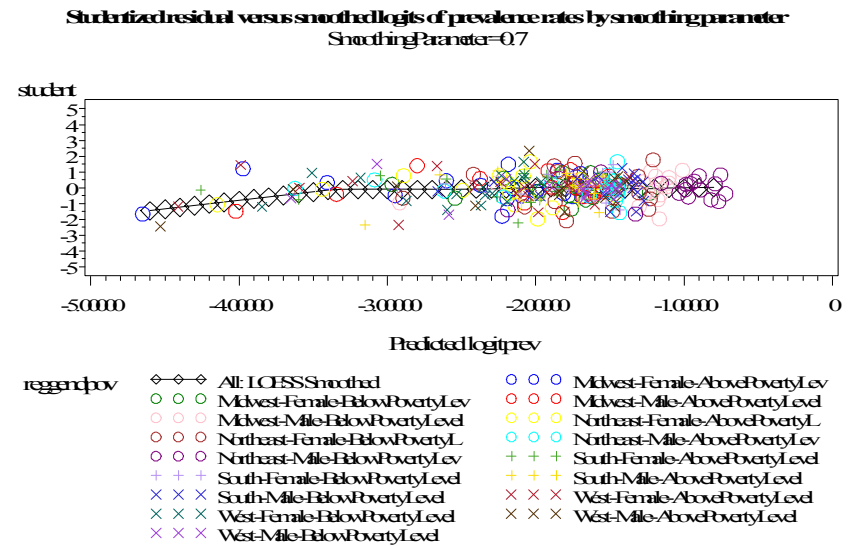 Studentized residual versus smoothed logits of prevalence rates by smoothing parameter
SmoothingParameter=0.7
student
5
4
3
2
1
0
-1
-2
-3
-4
-5
-5.00000 -4.00000 -3.00000 -2.00000 -1.00000 0
Predicted logitprev
reggendpov
All: LOESS Smoothed
Midwest-Female-AbovePovertyLev
Midwest-Female-BelowPovertyLev
Midwest-Male-AbovePovertyLevel
Midwest-Male-BelowPovertyLevel
Northeast-Female-AbovePovertyL
Northeast-Female-BelowPovertyL
Northeast-Male-AbovePovertyLev
Northeast-Male-BelowPovertyLev
South-Female-AbovePovertyLevel
South-Female-BelowPovertyLevel
South-Male-AbovePovertyLevel
South-Male-BelowPovertyLevel
West-Female-AbovePovertyLevel
West-Female-BelowPovertyLevel
West-Male-AbovePovertyLevel
West-Male-BelowPovertyLevel